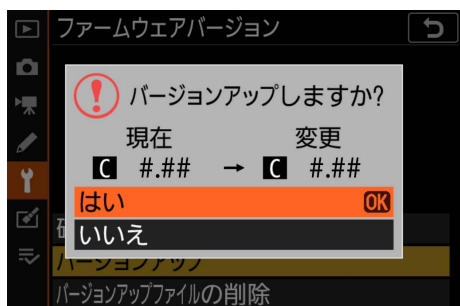 ファームウェアバージョン
バージョンアップしますか?
現在 変更
C #.## → C #.##
はい OK
いいえ
バージョンアップ
バージョンアップファイルの削除